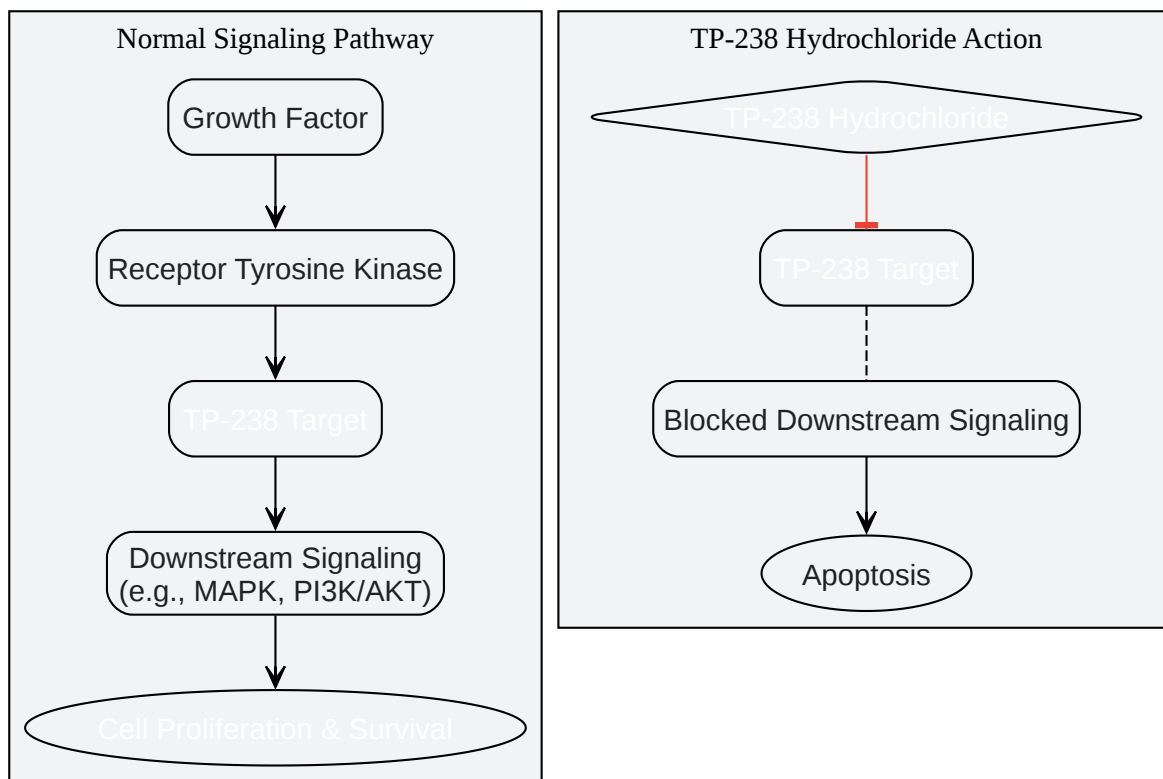 Normal Signaling Pathway
Growth Factor
Receptor Tyrosine Kinase
TP-238 Target
Downstream Signaling
(e.g., MAPK, PI3K/AKT)
Cell Proliferation & Survival
TP-238 Hydrochloride Action
TP-238 Hydrochloride
TP-238 Target
Blocked Downstream Signaling
Apoptosis